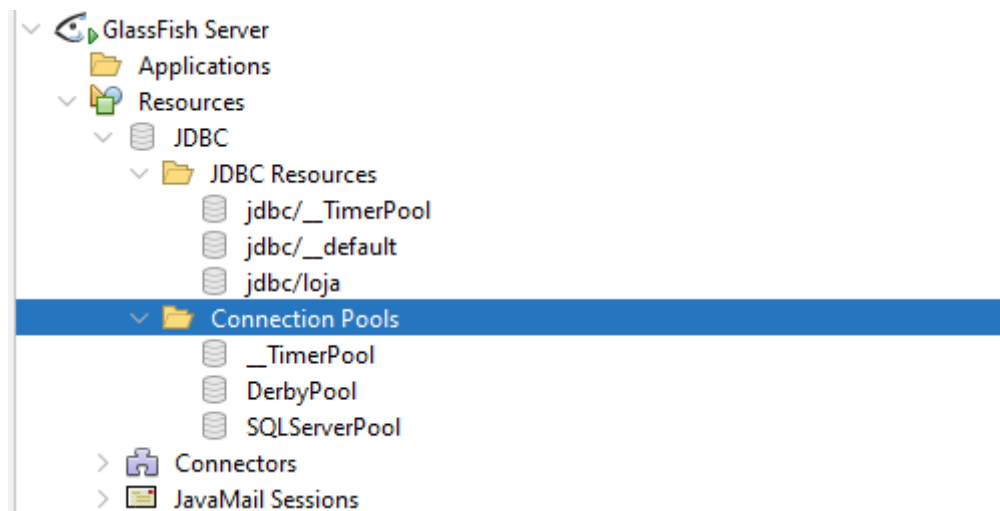 GlassFish Server
Applications
Resources
JDBC
JDBC Resources
jdbc/__TimerPool
jdbc/__default
jdbc/loja
Connection Pools
__TimerPool
DerbyPool
SQLServerPool
Connectors
JavaMail Sessions